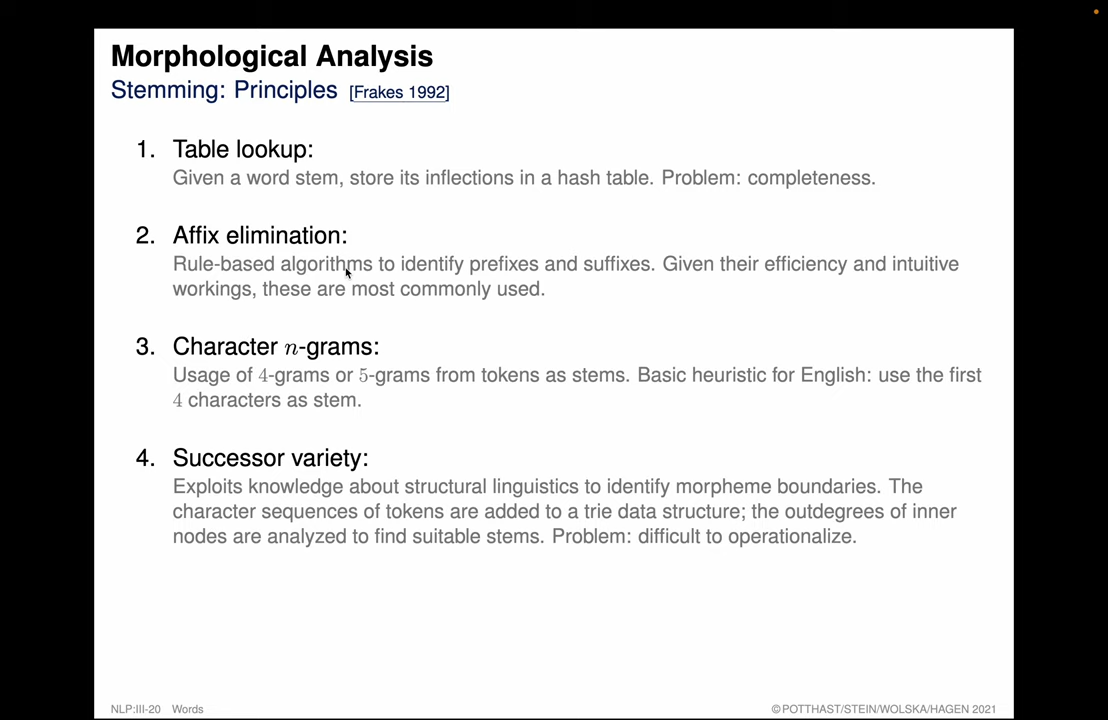 Morphological Analysis
Stemming: Principles [Frakes 1992]
1. Table lookup:
Given a word stem, store its inflections in a hash table. Problem: completeness.
2. Affix elimination:
Rule-based algorithms to identify prefixes and suffixes. Given their efficiency and intuitive
workings, these are most commonly used.
3. Character n-grams:
Usage of 4-grams or 5-grams from tokens as stems. Basic heuristic for English: use the first
4 characters as stem.
4. Successor variety:
Exploits knowledge about structural linguistics to identify morpheme boundaries. The
character sequences of tokens are added to a trie data structure; the outdegrees of inner
nodes are analyzed to find suitable stems. Problem: difficult to operationalize.
NLP:III-20 Words ©POTTHAST/STEIN/WOLSKA/HAGEN 2021